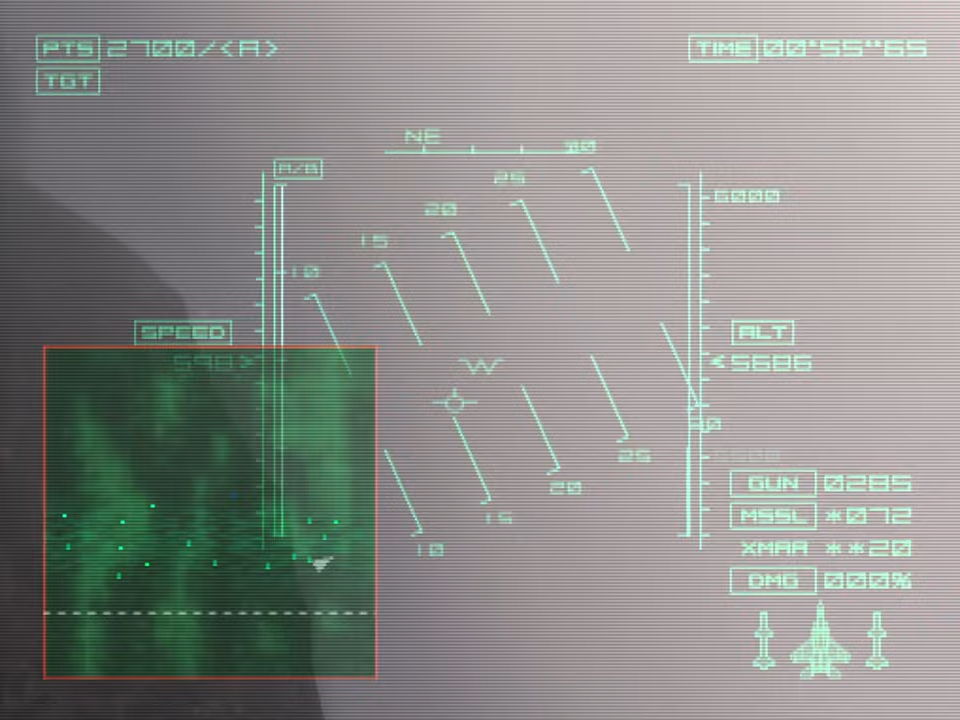 PTS 2700/<A>
TIME 00'55"65
TGT
NE
30
A/B
25
6000
20
15
10
SPEED
ALT
598>
<5686
25
GUN 0285
20
MSSL *072
15
XMAA **20
10
DMG 000%